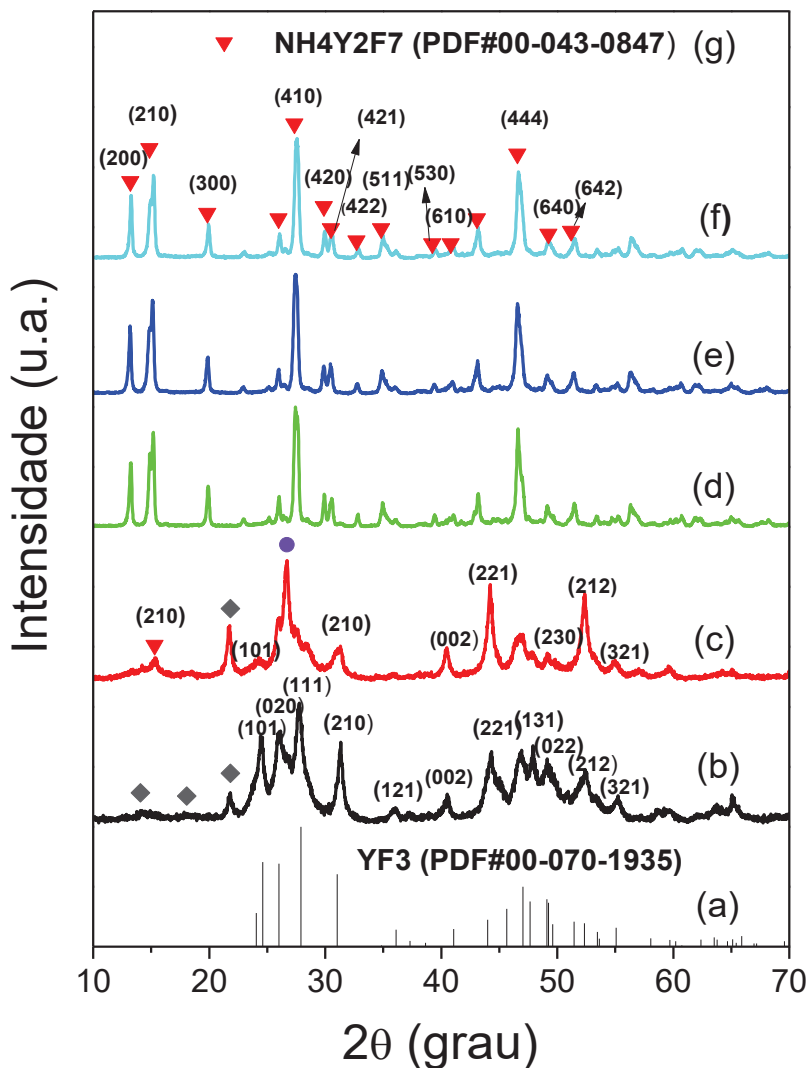 NH4Y2F7 (PDF#00-043-0847) (g)
(200)
(210)
(300)
(410)
(420)
(421)
(422)
(511)
(530)
(610)
(444)
(640)
(642)
(f)
(e)
(d)
(210)
(101)
(210)
(002)
(221)
(230)
(212)
(321)
(c)
(101)
(020)
(111)
(210)
(121)
(002)
(221)
(131)
(022)
(212)
(321)
(b)
YF3 (PDF#00-070-1935)
(a)
10 20 30 40 50 60 70
2θ (grau)
Intensidade (u.a.)